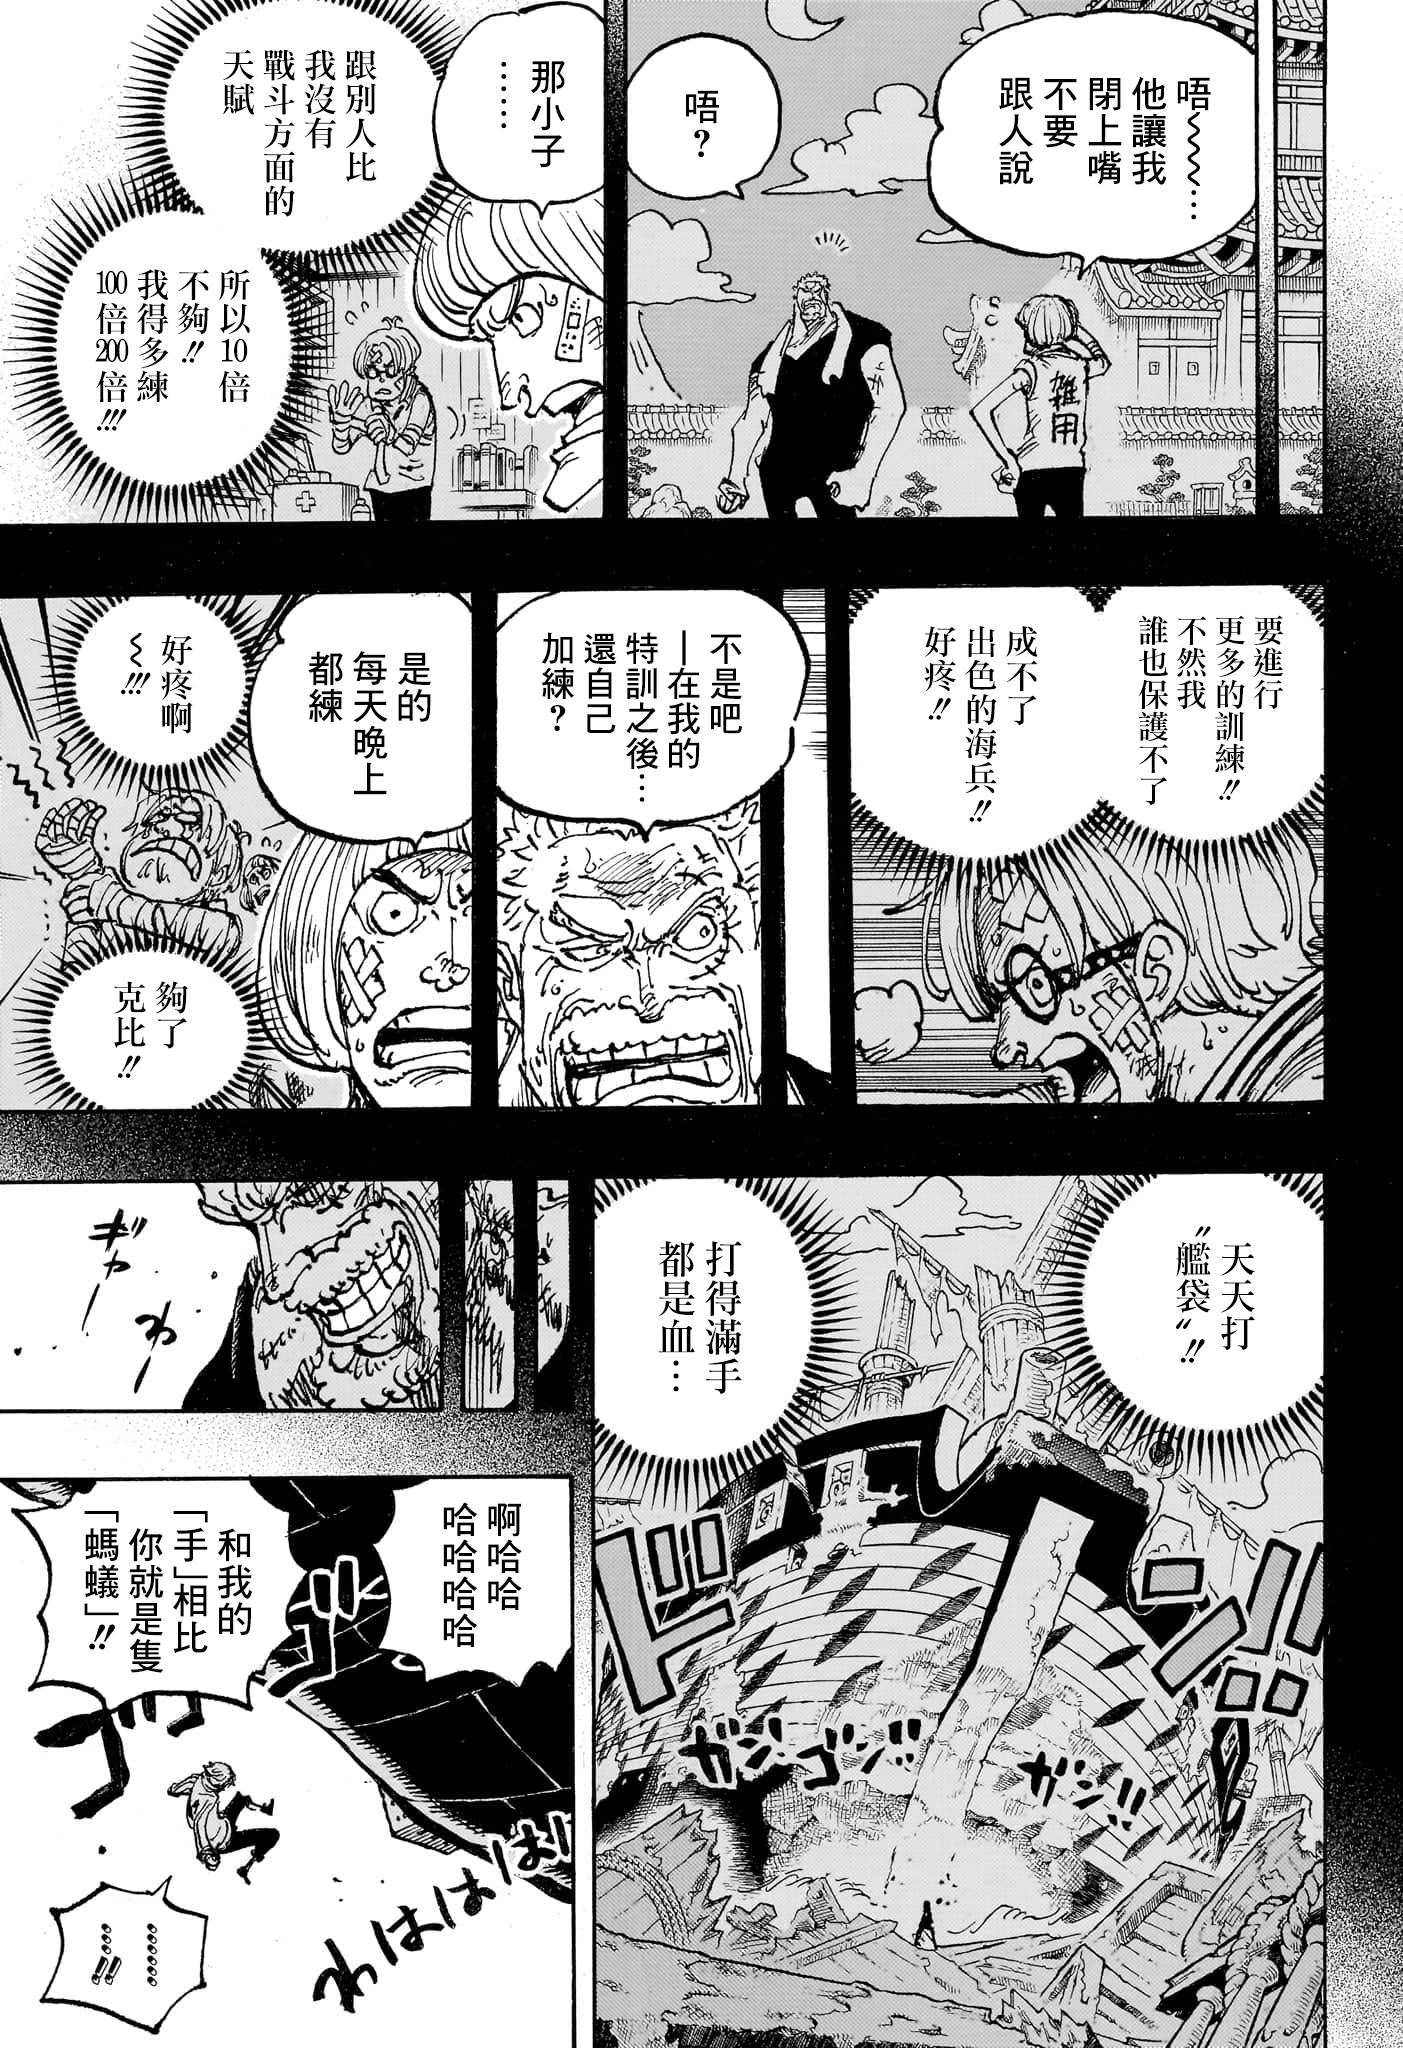 唔~~~~…
他讓我
閉上嘴
不要
跟人說
唔?
雑用
那小子
……
跟別人比
我沒有
戰斗方面的
天賦
所以10倍
不夠!!
我得多練
100倍200倍!!!
要進行
更多的訓練!!
不然我
誰也保護不了
成不了
出色的海兵!!
好疼!!
不是吧
—在我的
特訓之後…
還自己
加練?
是的
每天晚上
都練
好疼啊
~!!!
夠了
克比!!
天天打
“艦袋”!!
打得滿手
都是血…
ドドン!!
ガン!!
ゴン!!
ガン!!
ギャーわ
啊哈哈
哈哈哈哈
和我的
「手」相比
你就是隻
「螞蟻」!!
ゴゴゴ
わはははは
……
…!!